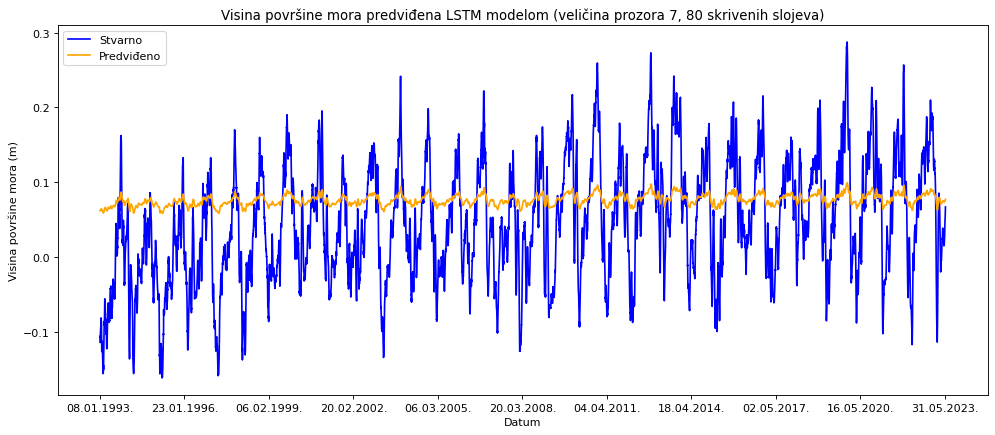 Visina površine mora predviđena LSTM modelom (veličina prozora 7, 80 skrivenih slojeva)
Stvarno
Predviđeno
0.3
0.2
0.1
0.0
−0.1
Visina površine mora (m)
08.01.1993. 23.01.1996. 06.02.1999. 20.02.2002. 06.03.2005. 20.03.2008. 04.04.2011. 18.04.2014. 02.05.2017. 16.05.2020. 31.05.2023.
Datum